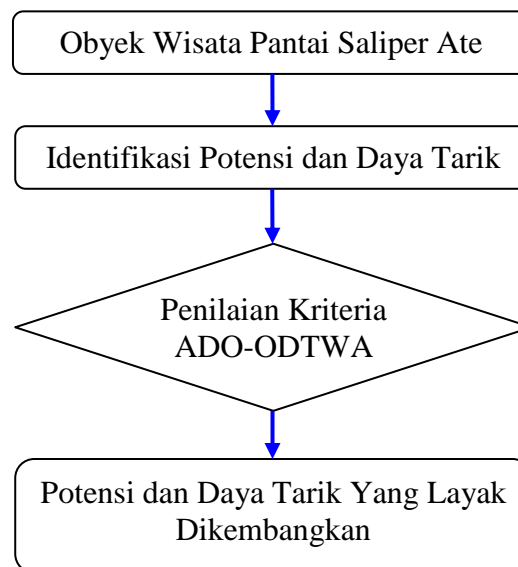 Obyek Wisata Pantai Saliper Ate
Identifikasi Potensi dan Daya Tarik
Penilaian Kriteria
ADO-ODTWA
Potensi dan Daya Tarik Yang Layak
Dikembangkan